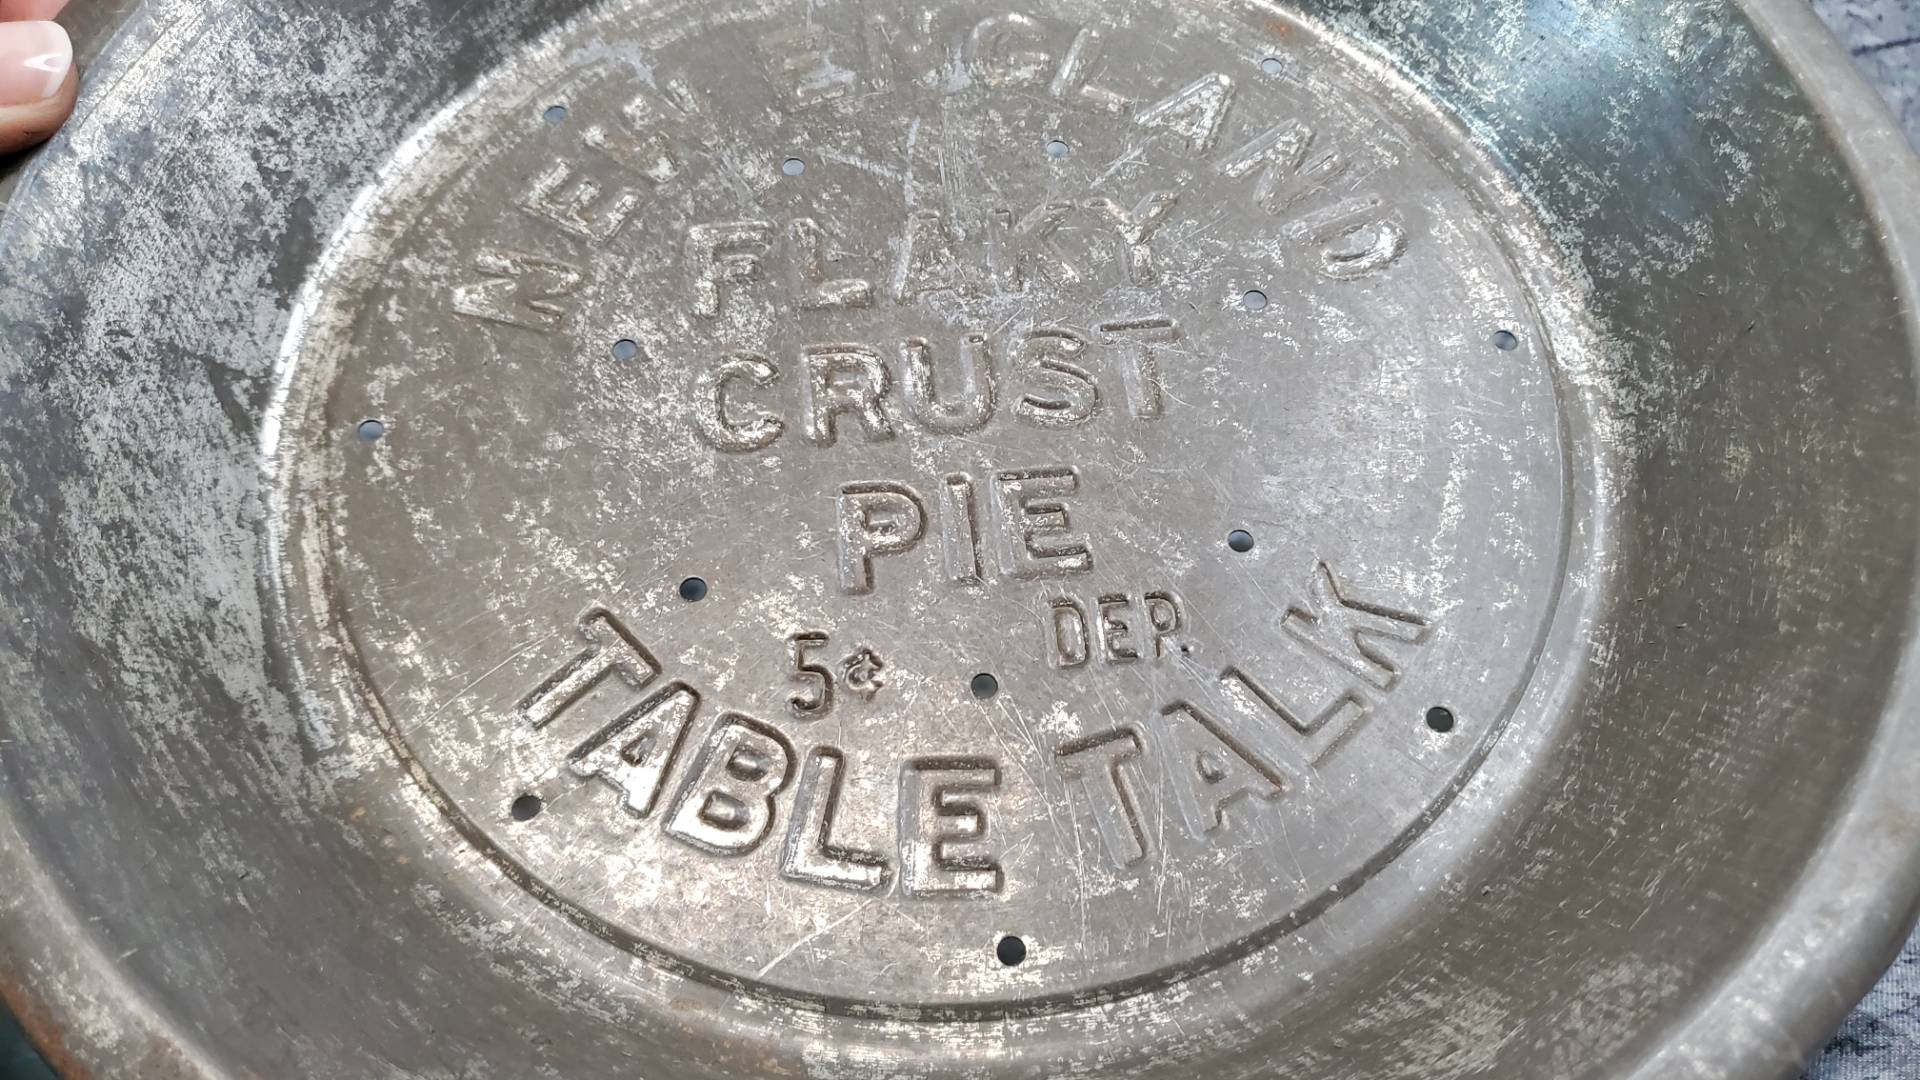 NEW ENGLAND
FLAKY
CRUST
PIE
5¢ DEP.
TABLE TALK